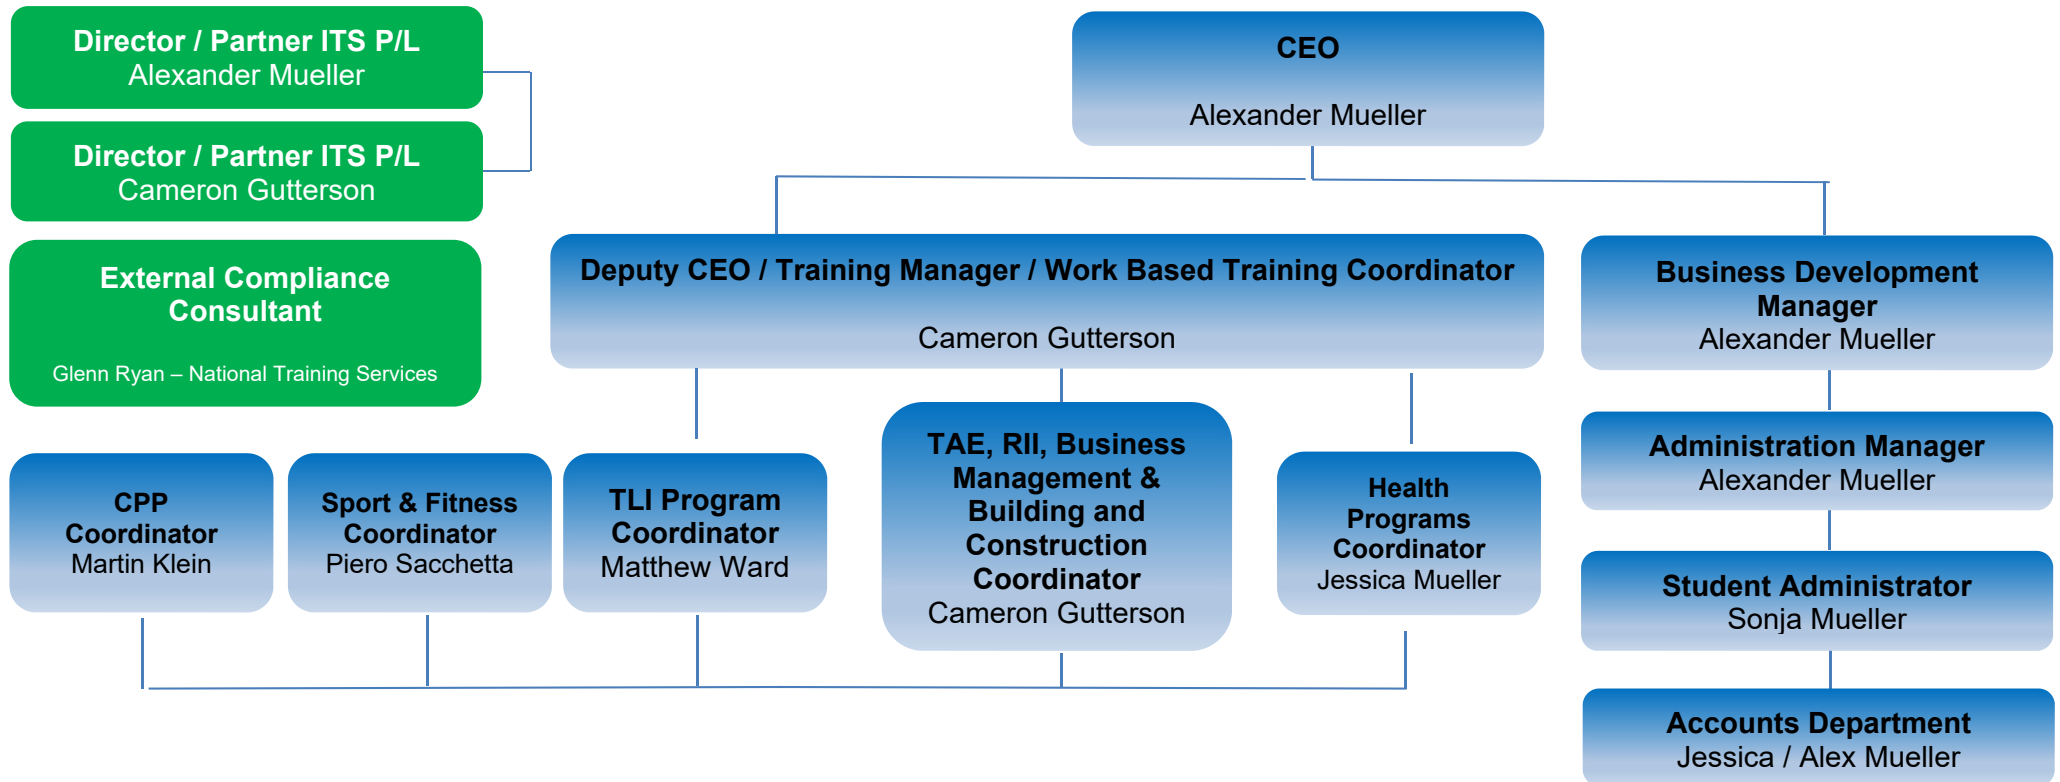 Director / Partner ITS P/L
Alexander Mueller
Director / Partner ITS P/L
Cameron Gutterson
External Compliance
Consultant
Glenn Ryan – National Training Services
CEO
Alexander Mueller
Deputy CEO / Training Manager / Work Based Training Coordinator
Cameron Gutterson
Business Development
Manager
Alexander Mueller
Administration Manager
Alexander Mueller
Student Administrator
Sonja Mueller
Accounts Department
Jessica / Alex Mueller
CPP
Coordinator
Martin Klein
Sport & Fitness
Coordinator
Piero Sacchetta
TLI Program
Coordinator
Matthew Ward
TAE, RII, Business
Management &
Building and
Construction
Coordinator
Cameron Gutterson
Health
Programs
Coordinator
Jessica Mueller